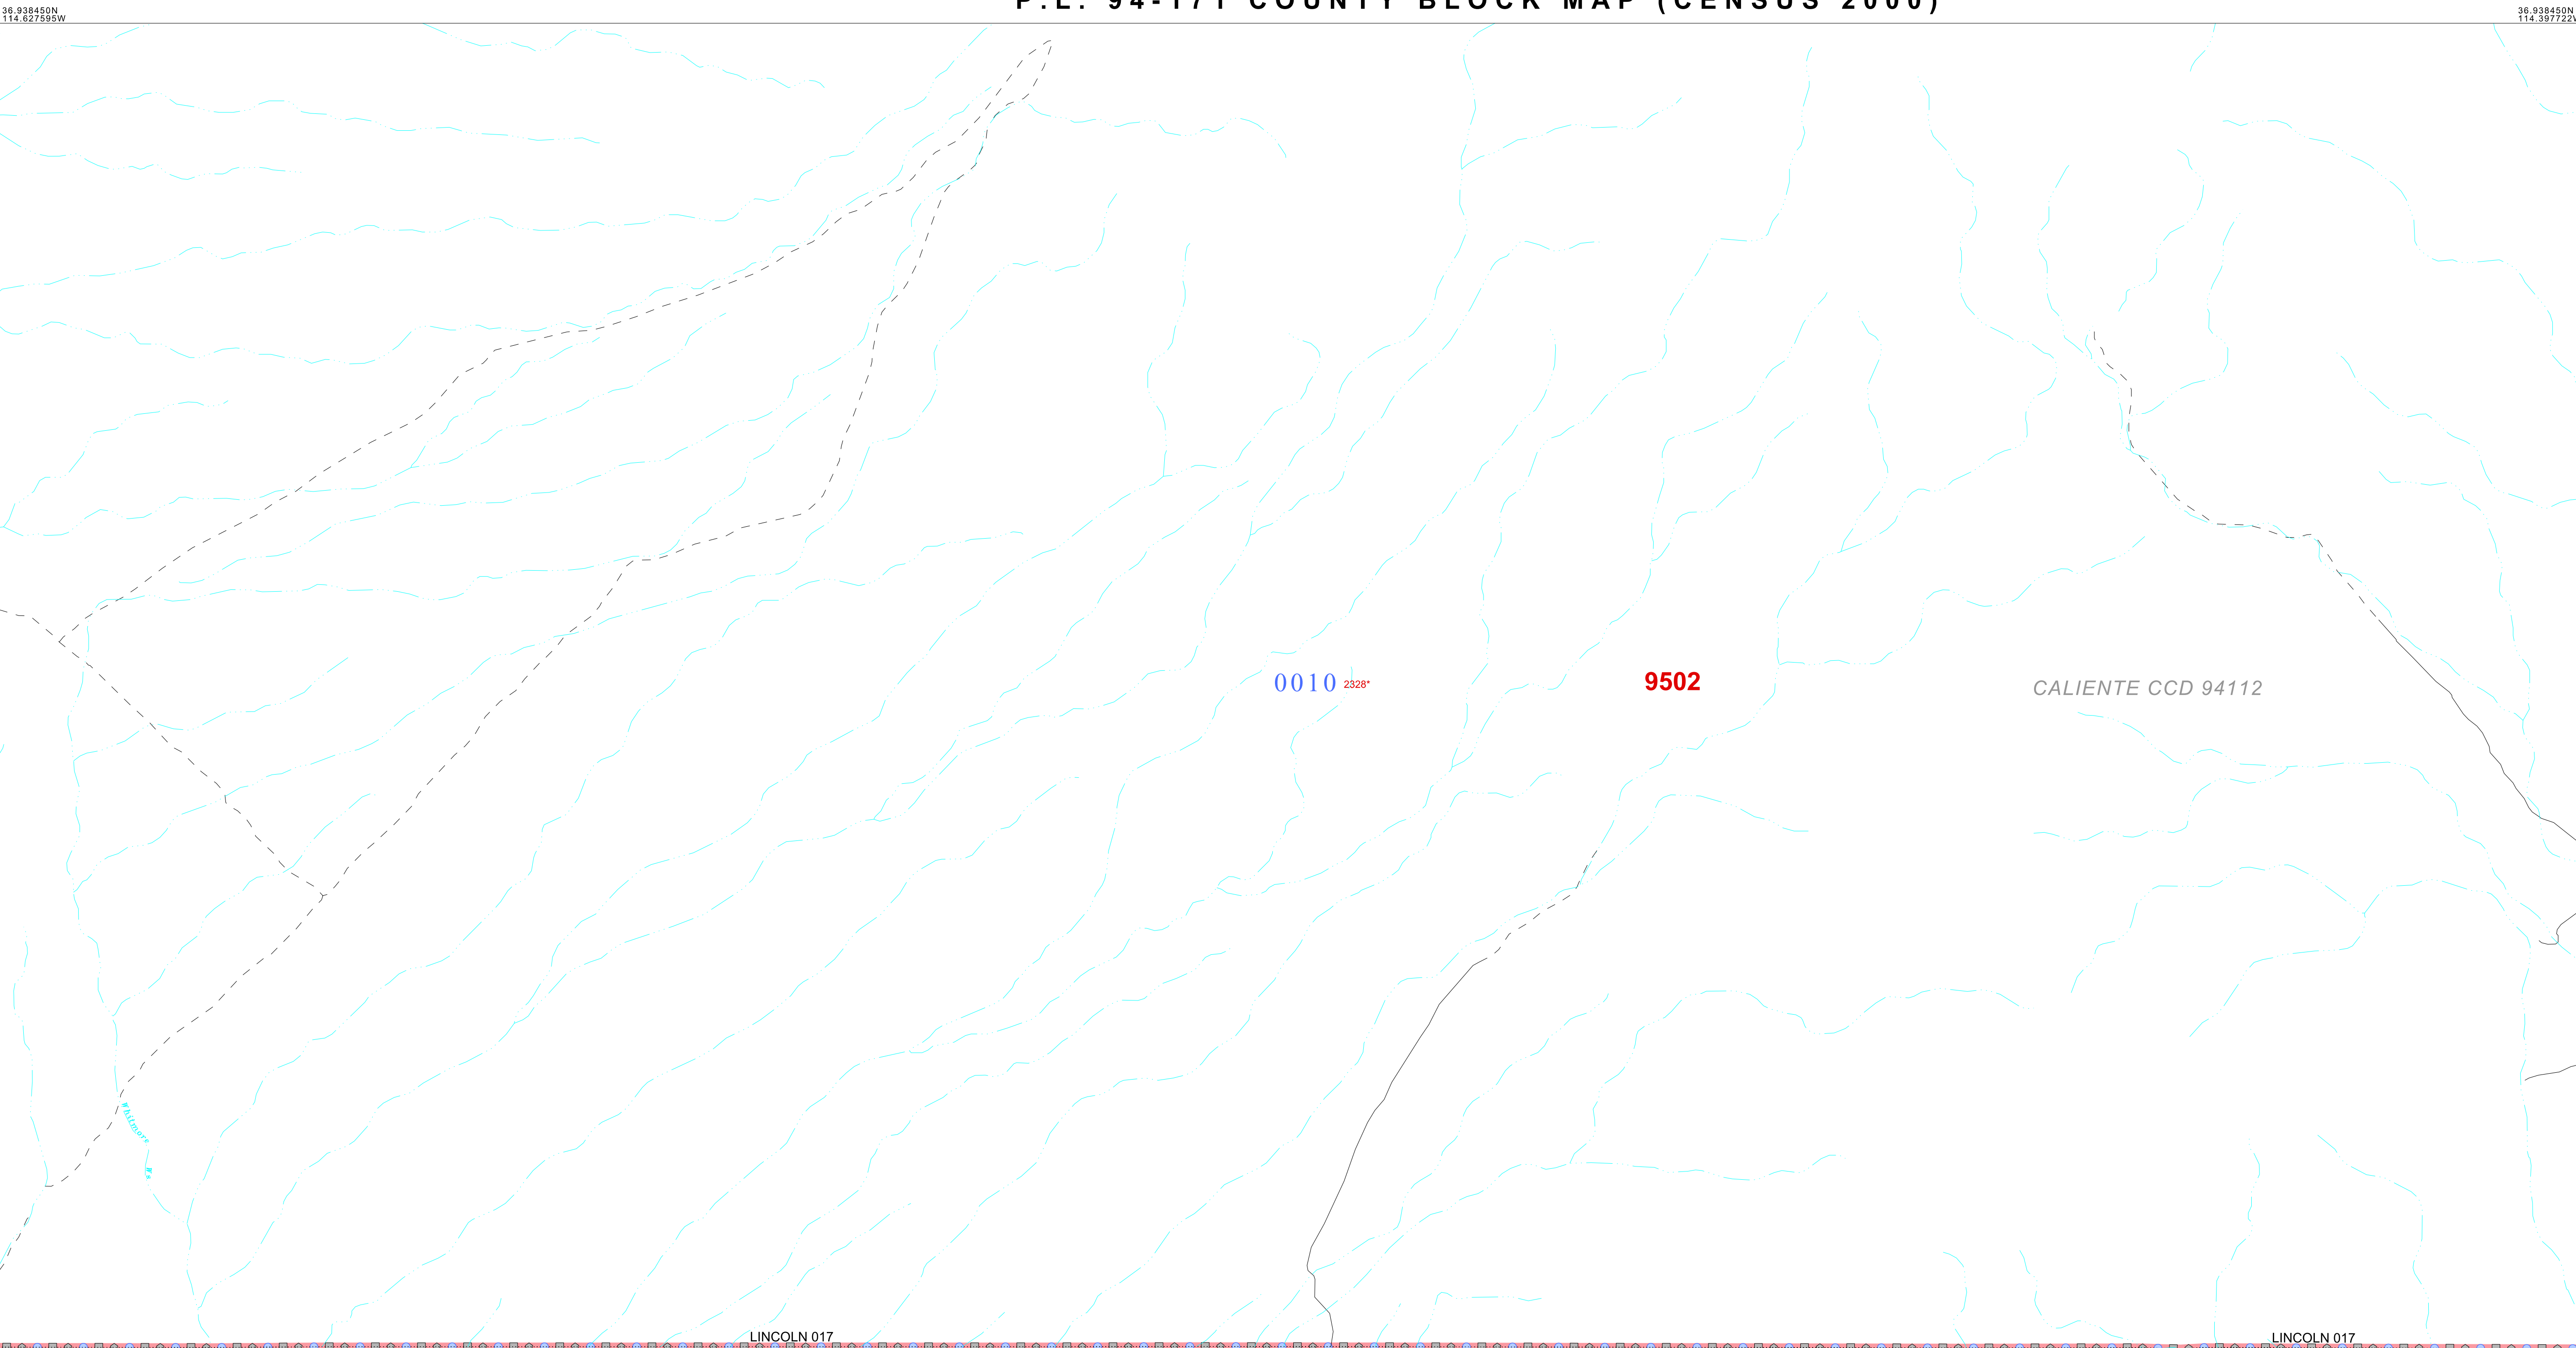 P.L. 94-171 COUNTY BLOCK MAP (CENSUS 2000)
36.938450N
114.627595W
36.938450N
114.397722W
0010 2328*
9502
CALIENTE CCD 94112
Whitmore
LINCOLN 017
LINCOLN 017